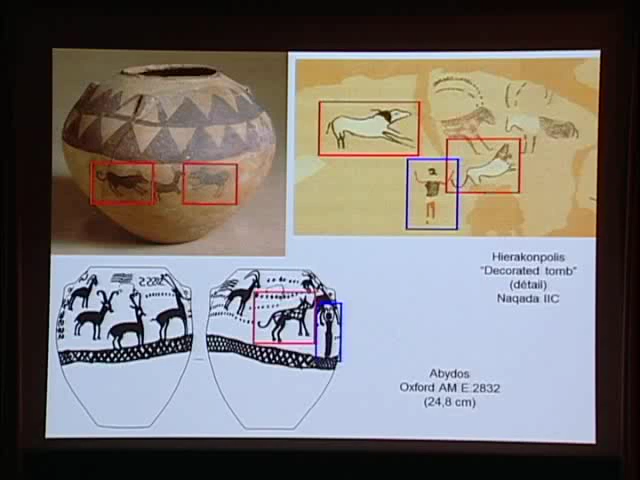 Hierakonpolis
"Decorated tomb"
(détail)
Naqada IIC
Abydos
Oxford AM E.2832
(24,8 cm)